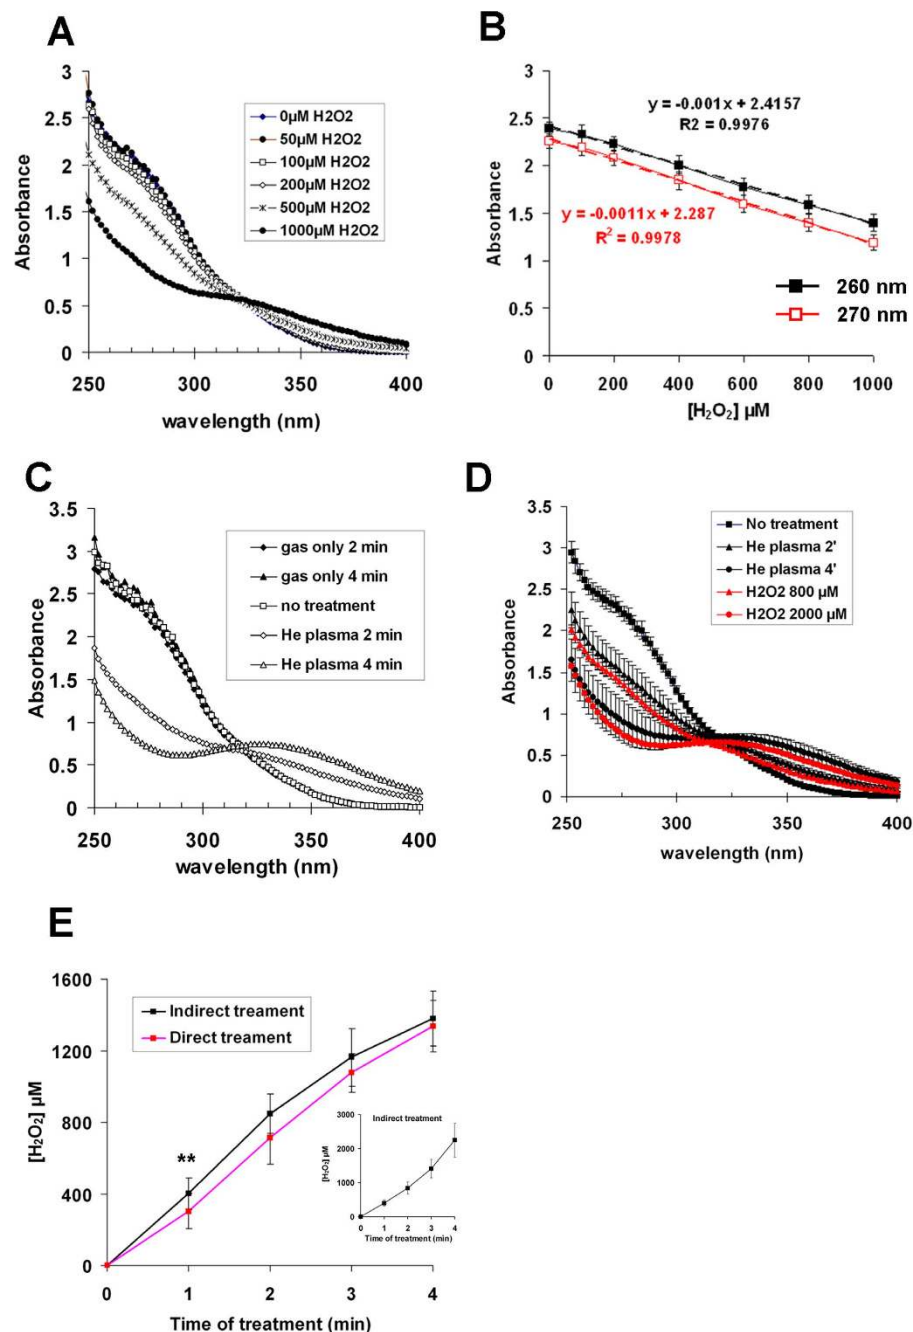 A
3
2.5
2
1.5
1
0.5
0
Absorbance
250 300 350 400
wavelength (nm)
0µM H2O2
50µM H2O2
100µM H2O2
200µM H2O2
500µM H2O2
1000µM H2O2
B
3
2.5
2
1.5
1
0.5
0
Absorbance
y = -0.001x + 2.4157
R2 = 0.9976
y = -0.0011x + 2.287
R² = 0.9978
260 nm
270 nm
0 200 400 600 800 1000
[H₂O₂] µM
C
3.5
3
2.5
2
1.5
1
0.5
0
Absorbance
gas only 2 min
gas only 4 min
no treatment
He plasma 2 min
He plasma 4 min
250 300 350 400
wavelength (nm)
D
3.5
3
2.5
2
1.5
1
0.5
0
Absorbance
No treatment
He plasma 2'
He plasma 4'
H2O2 800 µM
H2O2 2000 µM
250 300 350 400
wavelength (nm)
E
1600
1200
800
400
0
[H₂O₂] µM
Indirect treament
Direct treament
**
0 1 2 3 4
Time of treatment (min)
Indirect treatment
3000
2000
1000
0
[H₂O₂] µM
0 1 2 3 4
Time of treatment (min)